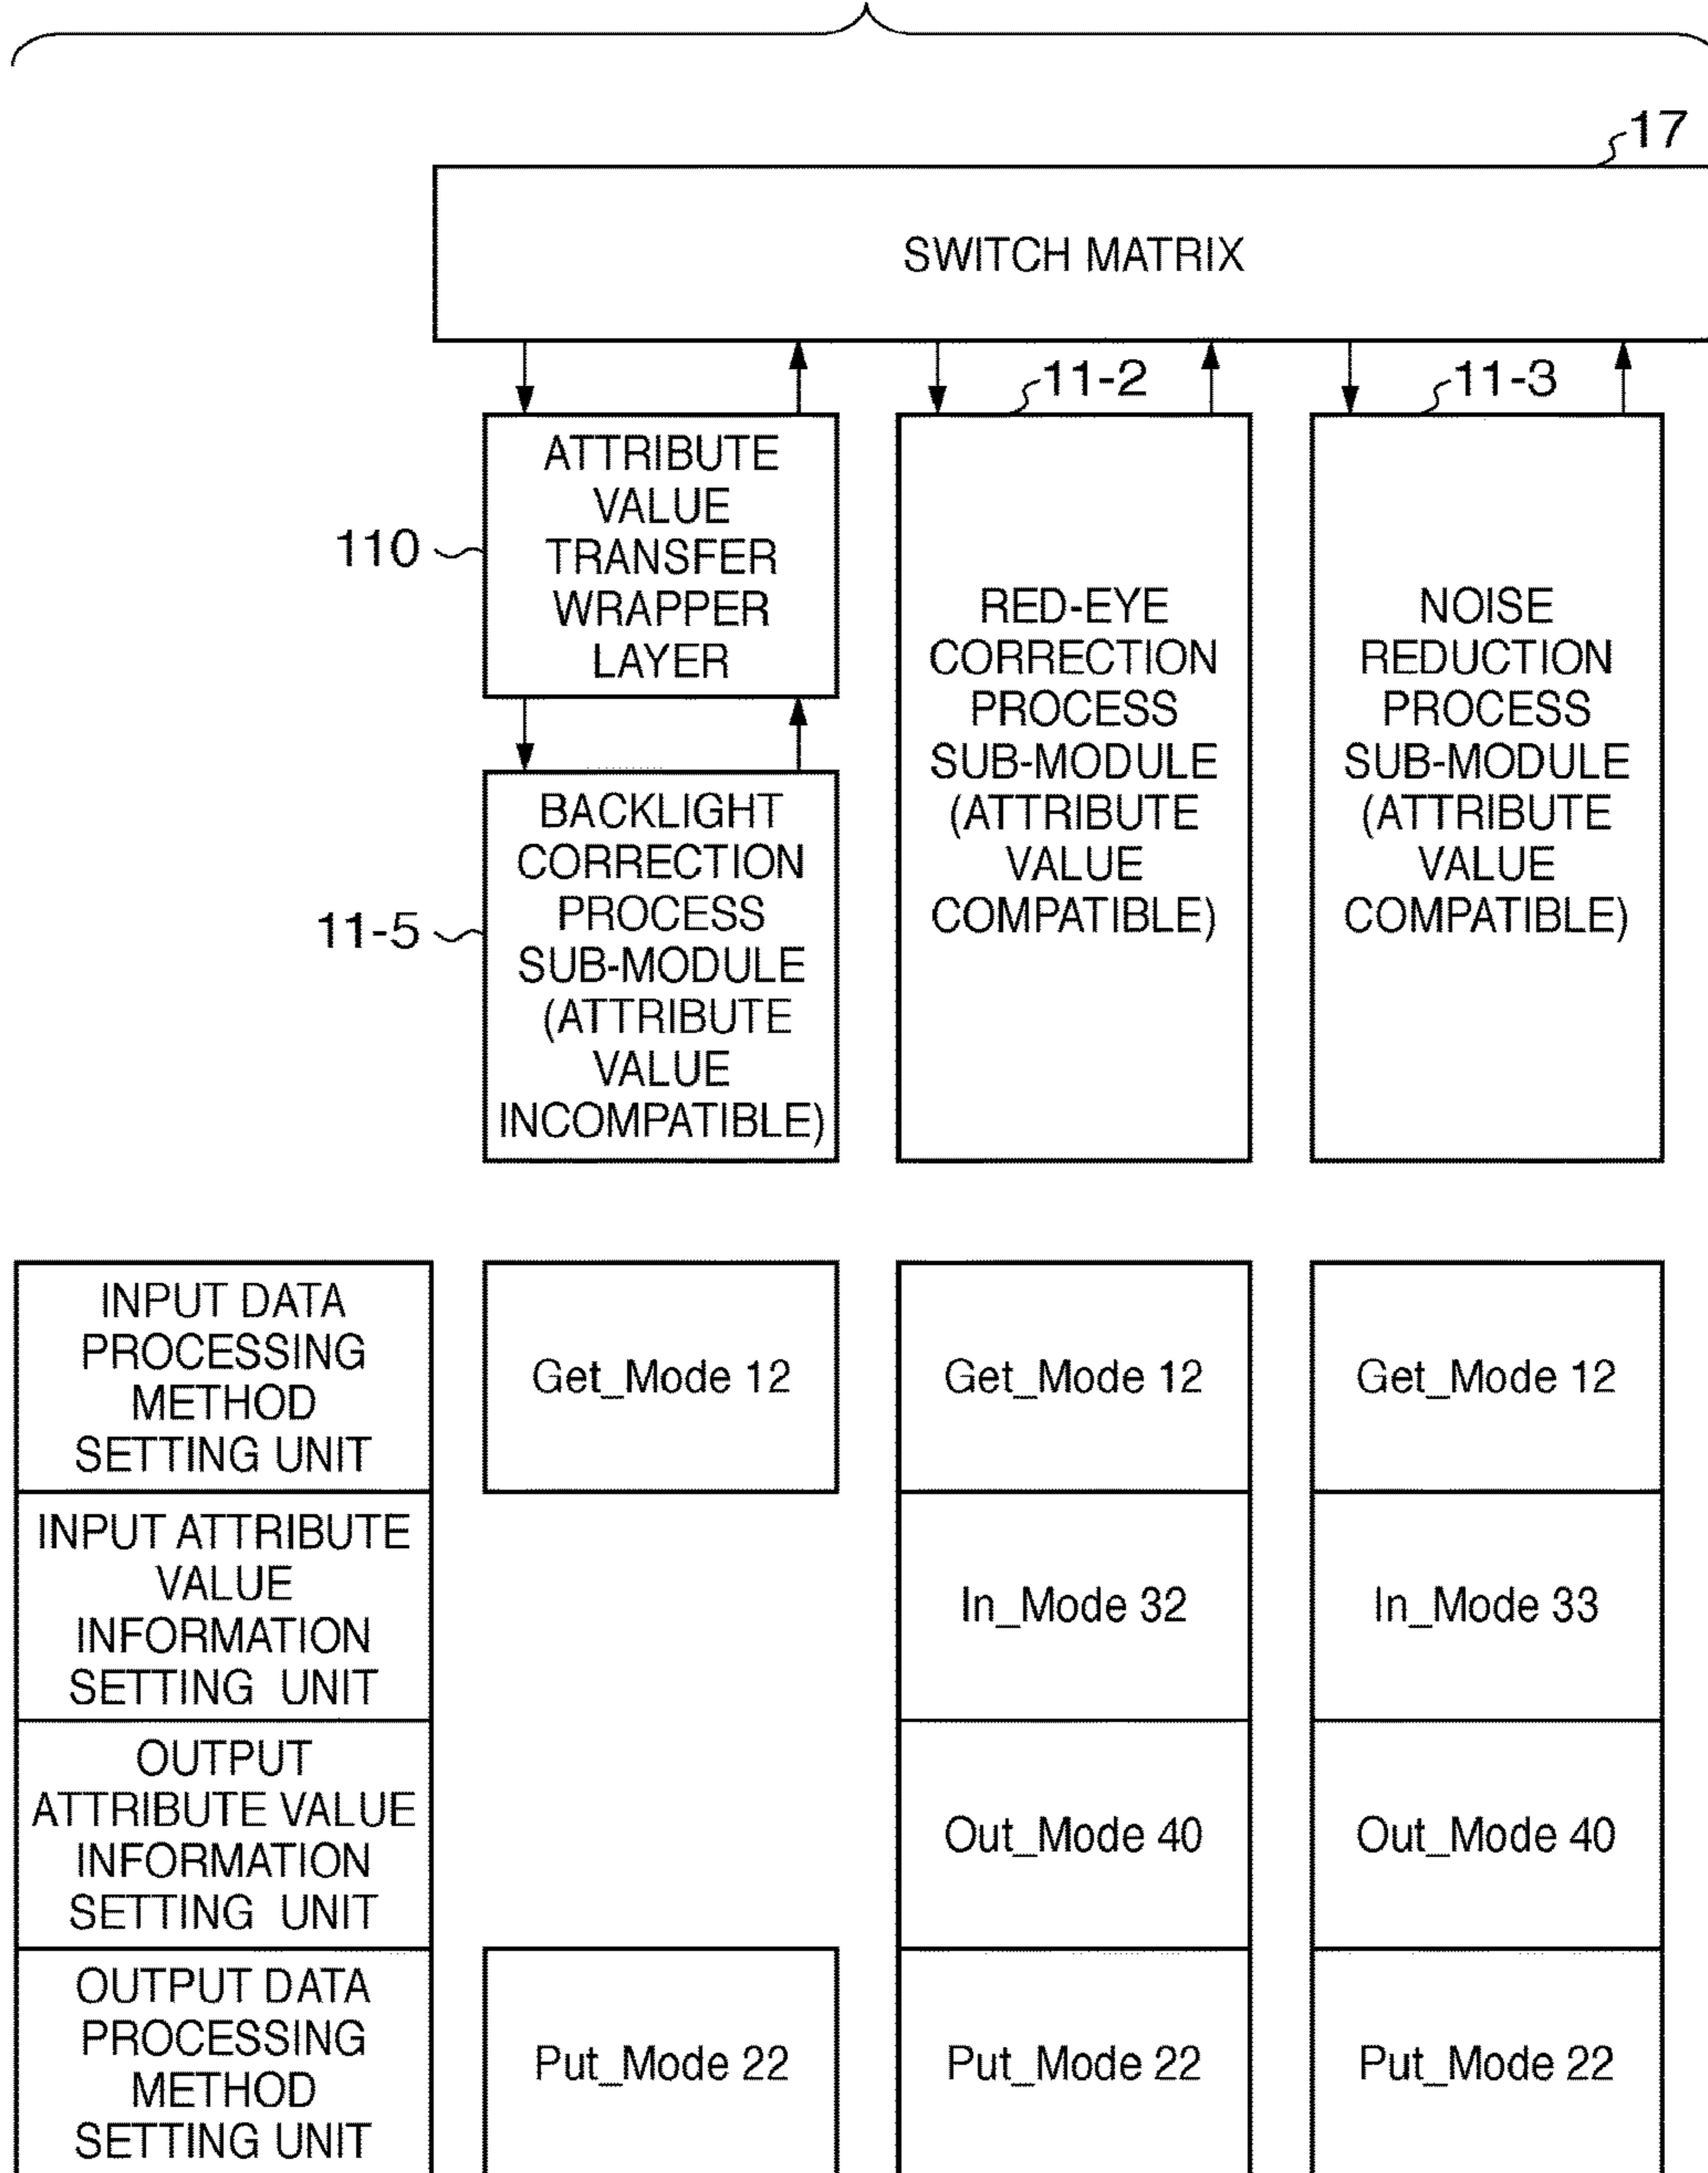 17
SWITCH MATRIX
11-2
11-3
110
ATTRIBUTE
VALUE
TRANSFER
WRAPPER
LAYER
11-5
BACKLIGHT
CORRECTION
PROCESS
SUB-MODULE
(ATTRIBUTE
VALUE
INCOMPATIBLE)
RED-EYE
CORRECTION
PROCESS
SUB-MODULE
(ATTRIBUTE
VALUE
COMPATIBLE)
NOISE
REDUCTION
PROCESS
SUB-MODULE
(ATTRIBUTE
VALUE
COMPATIBLE)
INPUT DATA
PROCESSING
METHOD
SETTING UNIT
Get_Mode 12
Get_Mode 12
Get_Mode 12
INPUT ATTRIBUTE
VALUE
INFORMATION
SETTING UNIT
In_Mode 32
In_Mode 33
OUTPUT
ATTRIBUTE VALUE
INFORMATION
SETTING UNIT
Out_Mode 40
Out_Mode 40
OUTPUT DATA
PROCESSING
METHOD
SETTING UNIT
Put_Mode 22
Put_Mode 22
Put_Mode 22